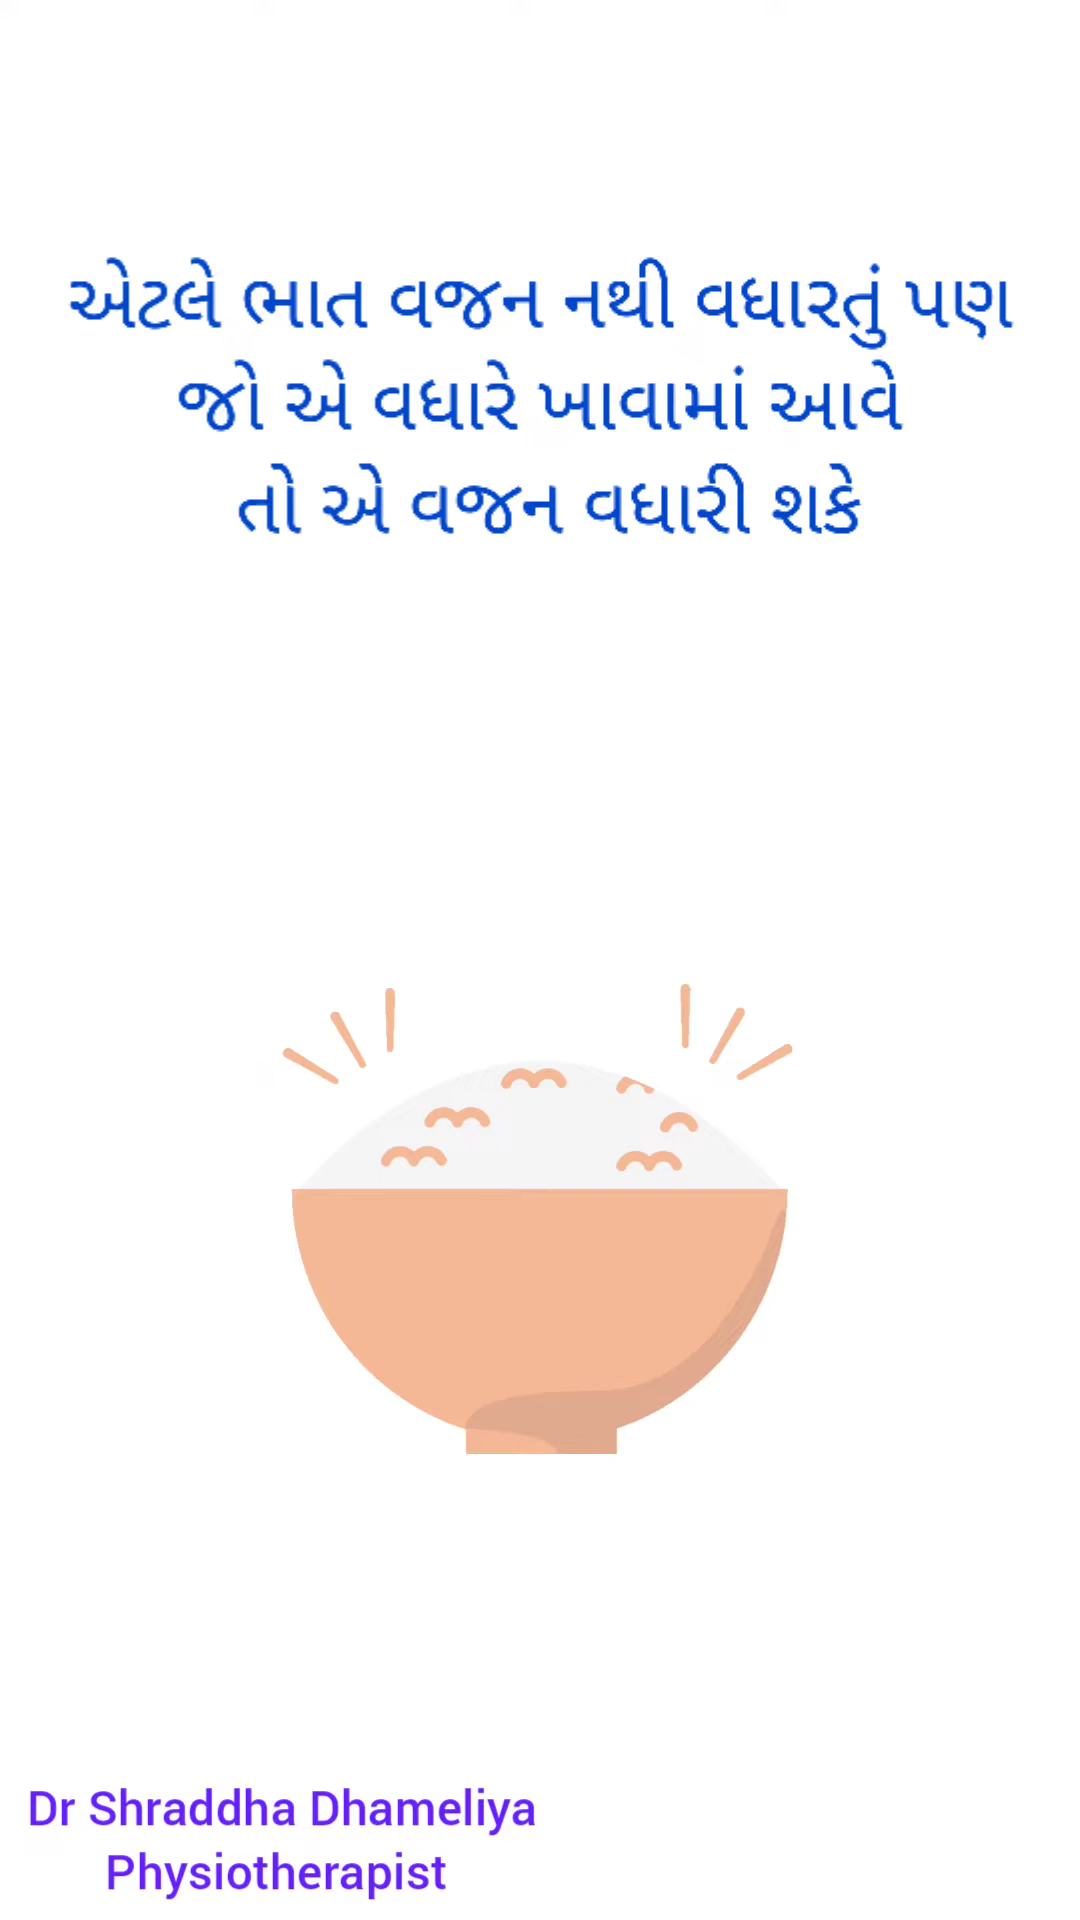 એટલે ભાત વજન નથી વધારતું પણ
જો એ વધારે ખાવામાં આવે
તો એ વજન વધારી શકે
Dr Shraddha Dhameliya
Physiotherapist